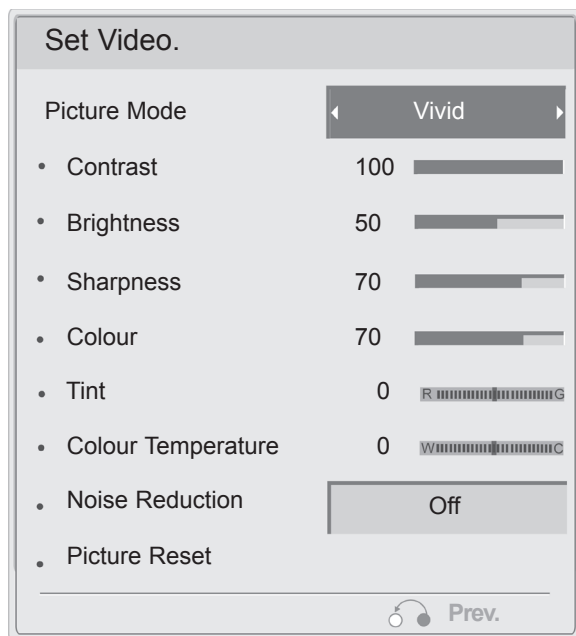 Set Video.
Picture Mode Vivid
• Contrast 100
• Brightness 50
• Sharpness 70
• Colour 70
• Tint 0 R G
• Colour Temperature 0 W C
• Noise Reduction Off
• Picture Reset
Prev.